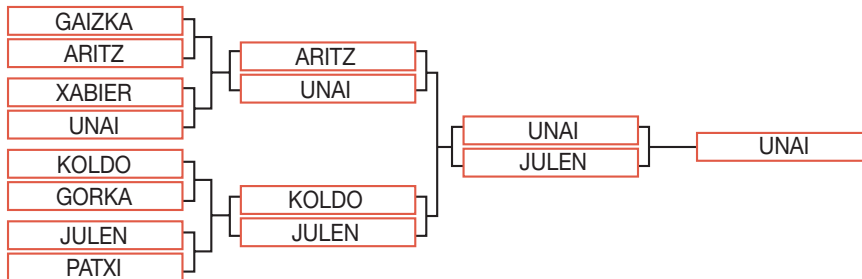 GAIZKA
ARITZ
XABIER
UNAI
KOLDO
GORKA
JULEN
PATXI
ARITZ
UNAI
KOLDO
JULEN
UNAI
JULEN
UNAI